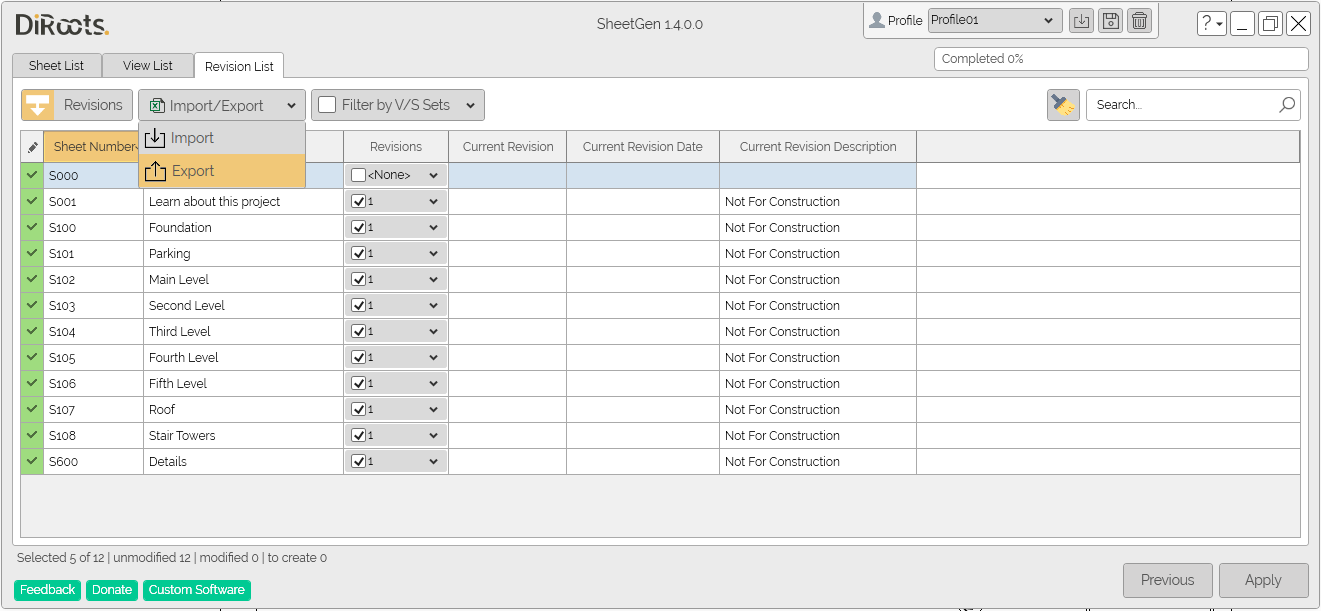 DiRoots.
SheetGen 1.4.0.0
Profile Profile01
?
Completed 0%
Sheet List View List Revision List
Revisions Import/Export Filter by V/S Sets Search...
Import
Export
Sheet Number Revisions Current Revision Current Revision Date Current Revision Description
S000 <None>
S001 Learn about this project 1 Not For Construction
S100 Foundation 1 Not For Construction
S101 Parking 1 Not For Construction
S102 Main Level 1 Not For Construction
S103 Second Level 1 Not For Construction
S104 Third Level 1 Not For Construction
S105 Fourth Level 1 Not For Construction
S106 Fifth Level 1 Not For Construction
S107 Roof 1 Not For Construction
S108 Stair Towers 1 Not For Construction
S600 Details 1 Not For Construction
Selected 5 of 12 | unmodified 12 | modified 0 | to create 0
Feedback Donate Custom Software
Previous Apply